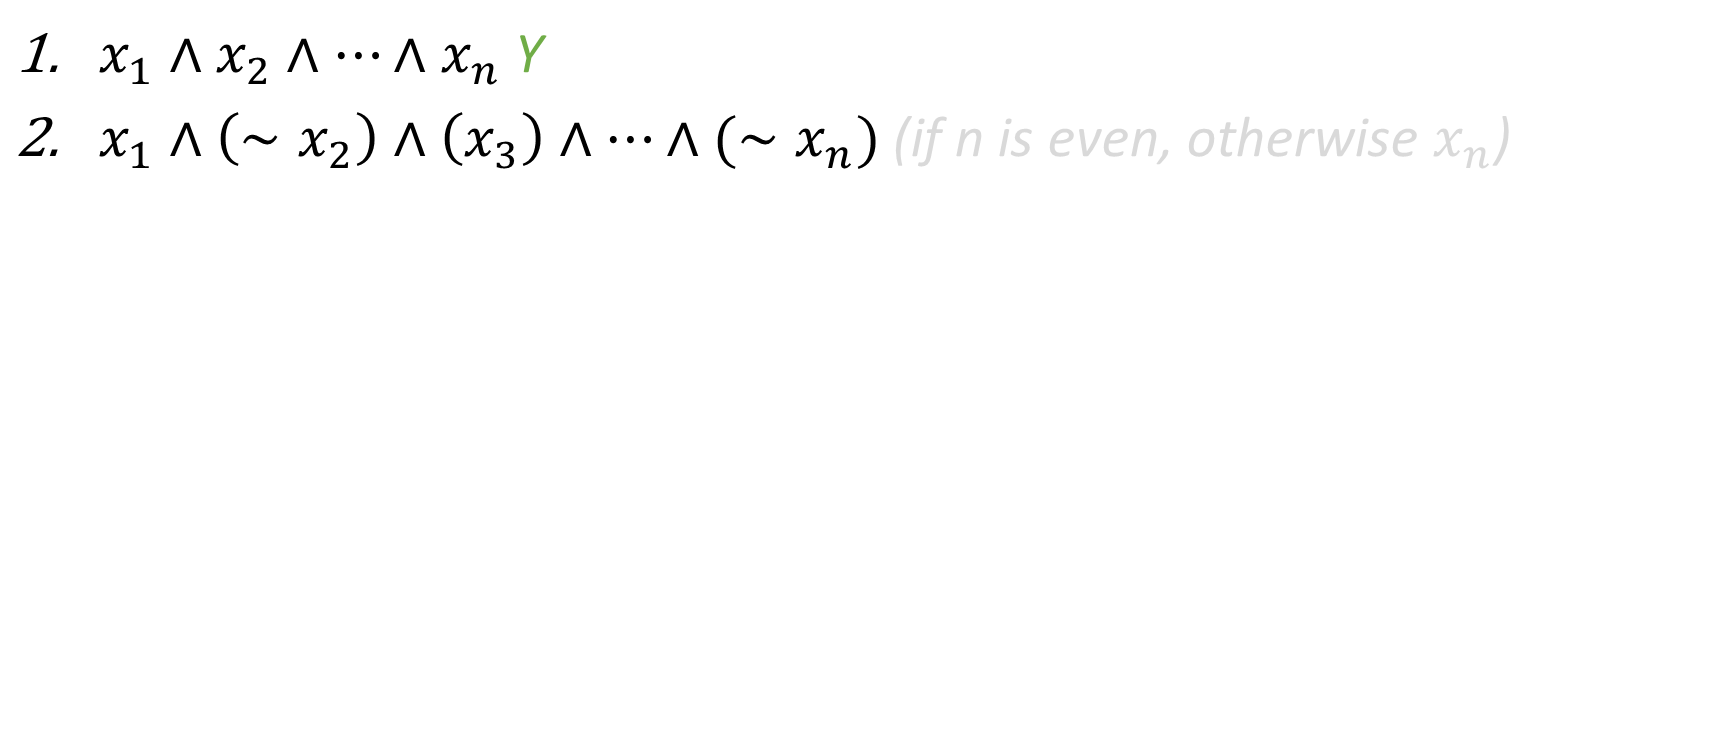 1. x₁ ∧ x₂ ∧ ⋯ ∧ xₙ Y
2. x₁ ∧ (~ x₂) ∧ (x₃) ∧ ⋯ ∧ (~ xₙ) (if n is even, otherwise xₙ)